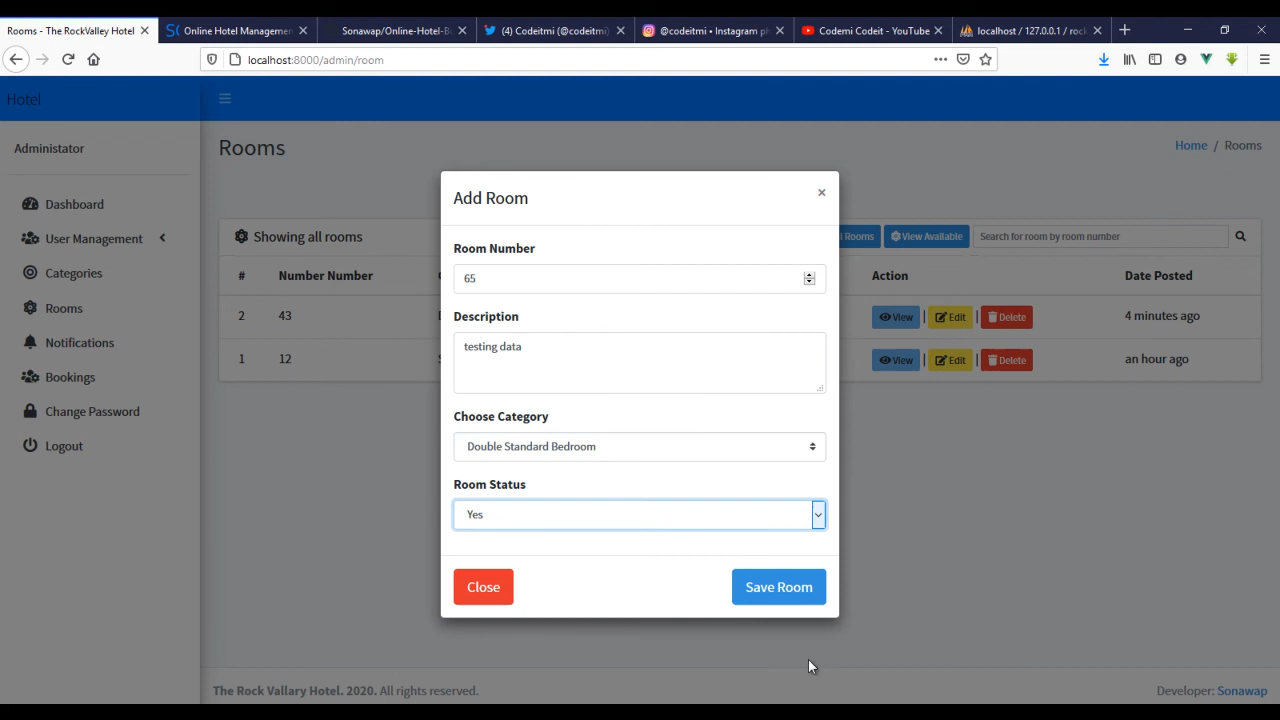 Rooms - The RockValley Hotel
Online Hotel Managemen
Sonawap/Online-Hotel-B
(4) Codeitmi (@codeitmi)
@codeitmi • Instagram ph
Codemi Codeit - YouTube
localhost / 127.0.0.1 / rock
localhost:8000/admin/room
Hotel
Administator
Rooms
Home / Rooms
Dashboard
User Management
Categories
Rooms
Notifications
Bookings
Change Password
Logout
Showing all rooms
Rooms
View Available
Search for room by room number
# Number Number Action Date Posted
2 43 View | Edit | Delete 4 minutes ago
1 12 View | Edit | Delete an hour ago
Add Room
×
Room Number
65
Description
testing data
Choose Category
Double Standard Bedroom
Room Status
Yes
Close
Save Room
The Rock Vallary Hotel. 2020. All rights reserved.
Developer: Sonawap